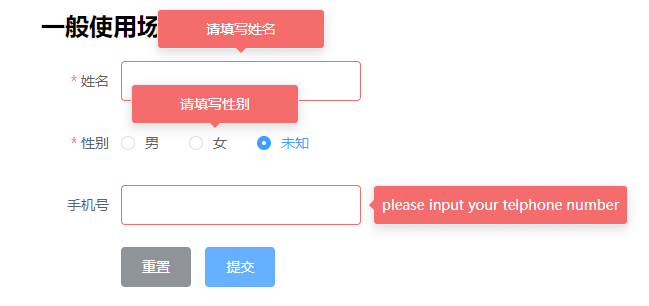 一般使用场
请填写姓名
* 姓名
请填写性别
* 性别 男 女 未知
手机号 please input your telphone number
重置 提交